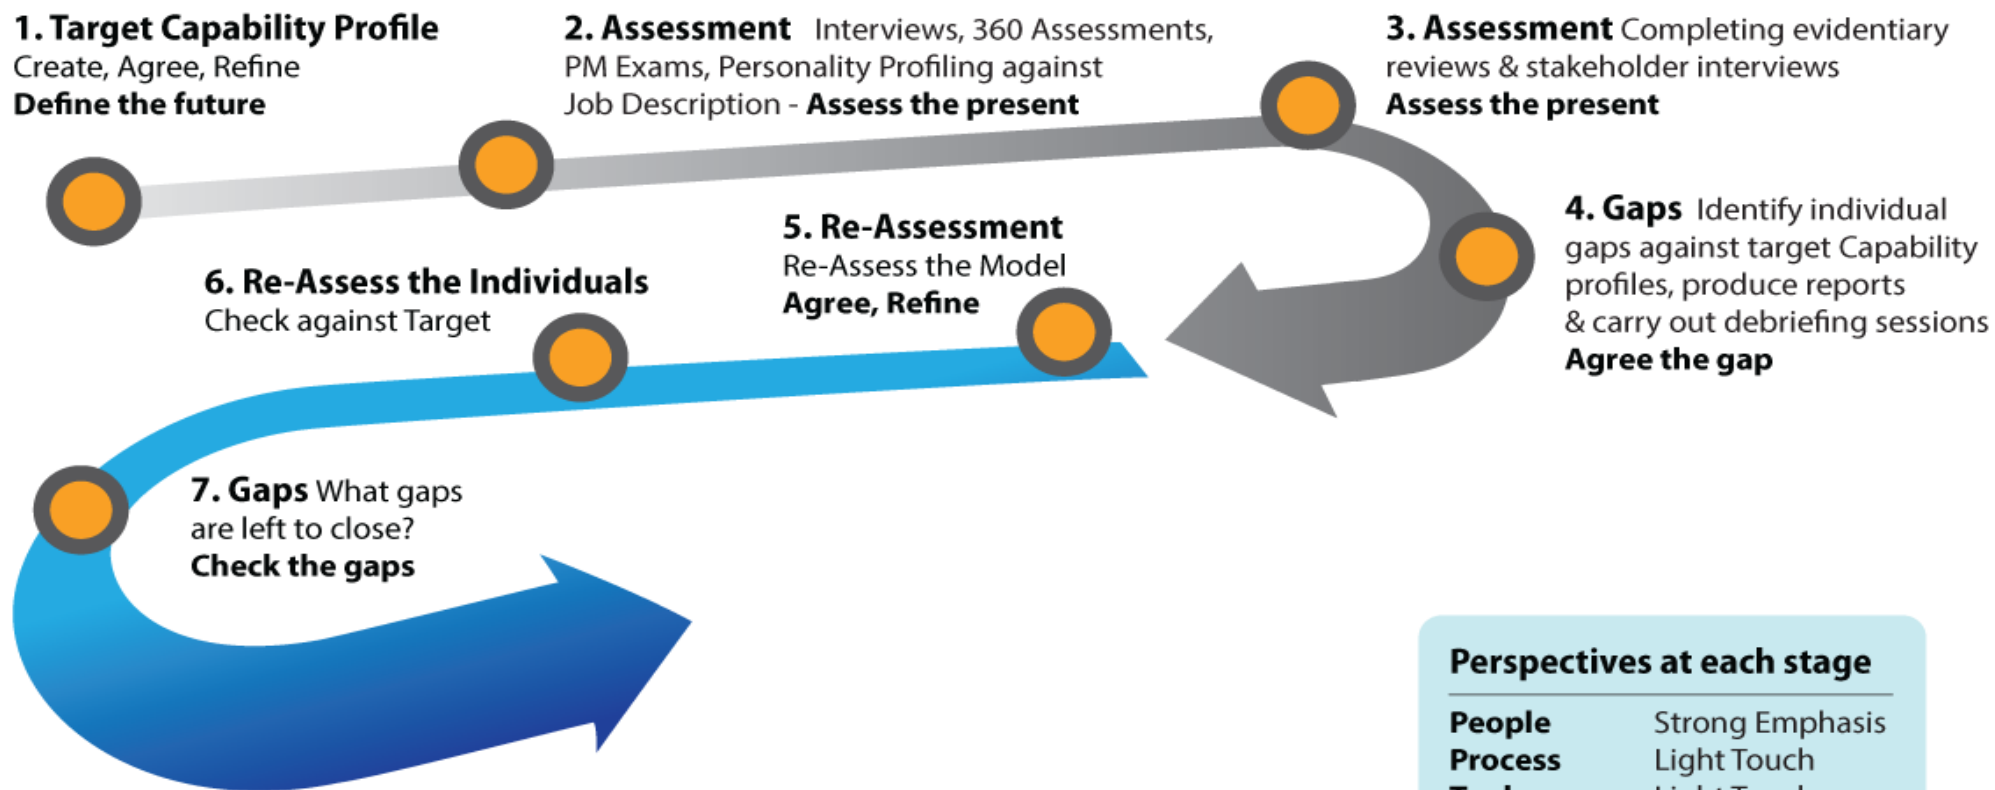 1. Target Capability Profile
Create, Agree, Refine
Define the future
2. Assessment Interviews, 360 Assessments,
PM Exams, Personality Profiling against
Job Description - Assess the present
3. Assessment Completing evidentiary
reviews & stakeholder interviews
Assess the present
4. Gaps Identify individual
gaps against target Capability
profiles, produce reports
& carry out debriefing sessions
Agree the gap
5. Re-Assessment
Re-Assess the Model
Agree, Refine
6. Re-Assess the Individuals
Check against Target
7. Gaps What gaps
are left to close?
Check the gaps
Perspectives at each stage
People Strong Emphasis
Process Light Touch